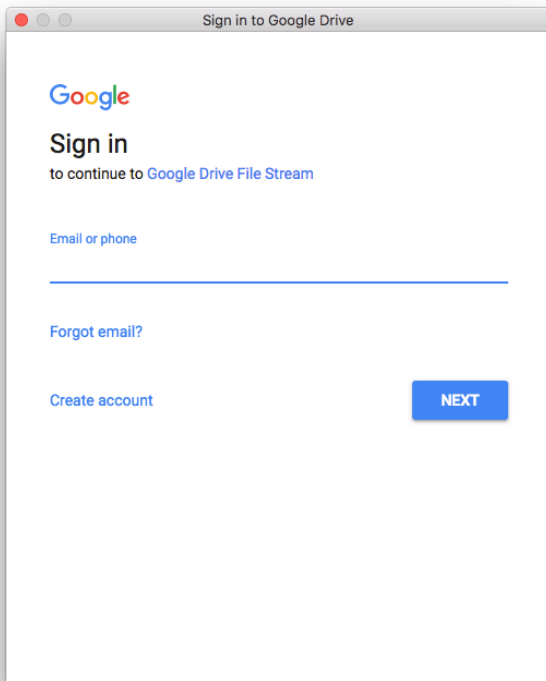 Sign in to Google Drive
Google
Sign in
to continue to Google Drive File Stream
Email or phone
Forgot email?
Create account
NEXT